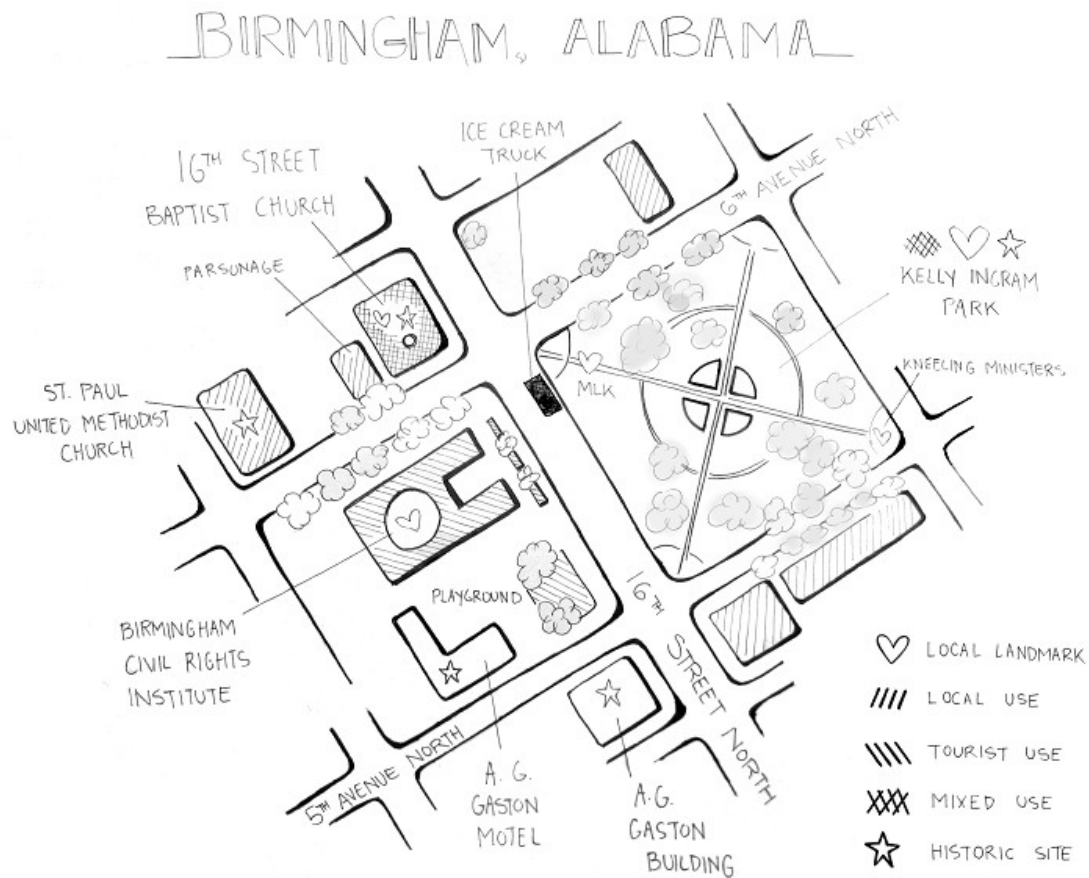 BIRMINGHAM, ALABAMA
ICE CREAM
TRUCK
16TH STREET
BAPTIST CHURCH
PARSONAGE
6TH AVENUE NORTH
KELLY INGRAM
PARK
KNEELING MINISTERS
MLK
ST. PAUL
UNITED METHODIST
CHURCH
PLAYGROUND
BIRMINGHAM
CIVIL RIGHTS
INSTITUTE
16TH STREET NORTH
5TH AVENUE NORTH
A. G.
GASTON
MOTEL
A.G.
GASTON
BUILDING
LOCAL LANDMARK
LOCAL USE
TOURIST USE
MIXED USE
HISTORIC SITE